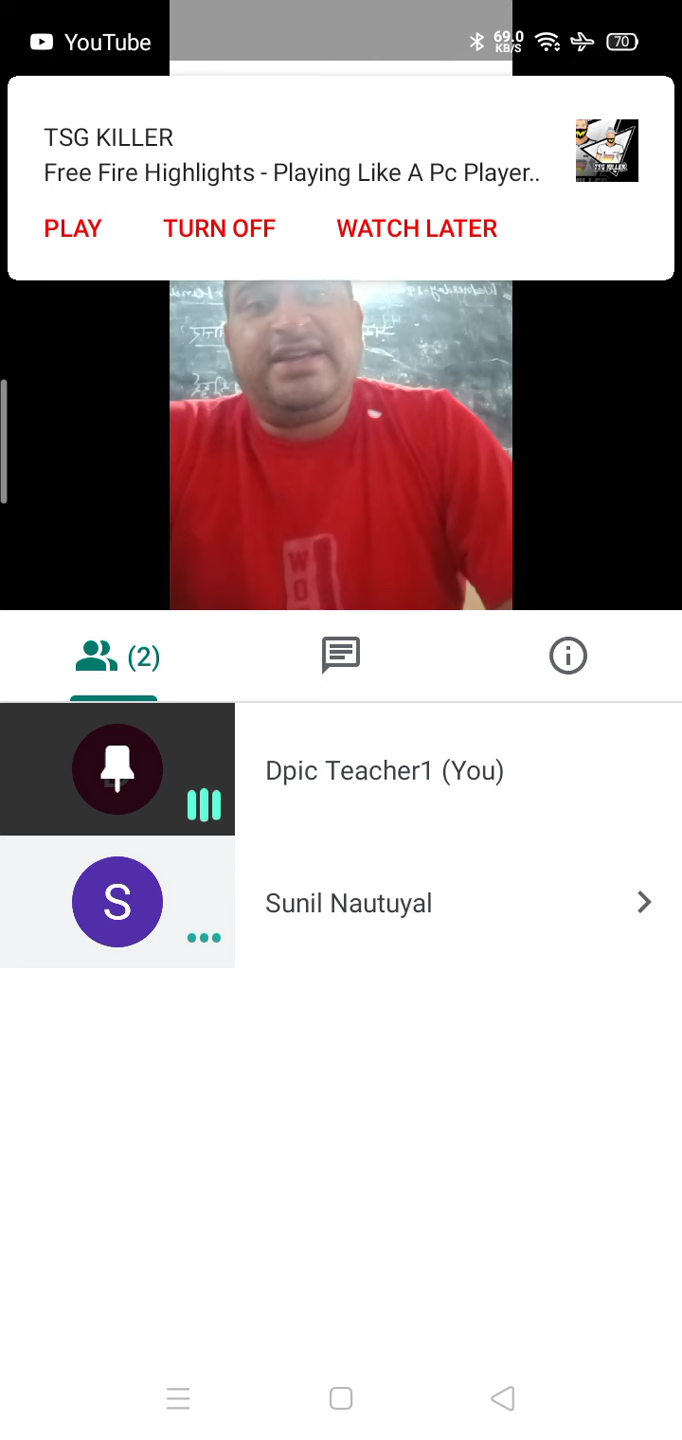 YouTube
69.0
KB/S
70
TSG KILLER
Free Fire Highlights - Playing Like A Pc Player..
PLAY TURN OFF WATCH LATER
WO
(2)
Dpic Teacher1 (You)
S
Sunil Nautuyal